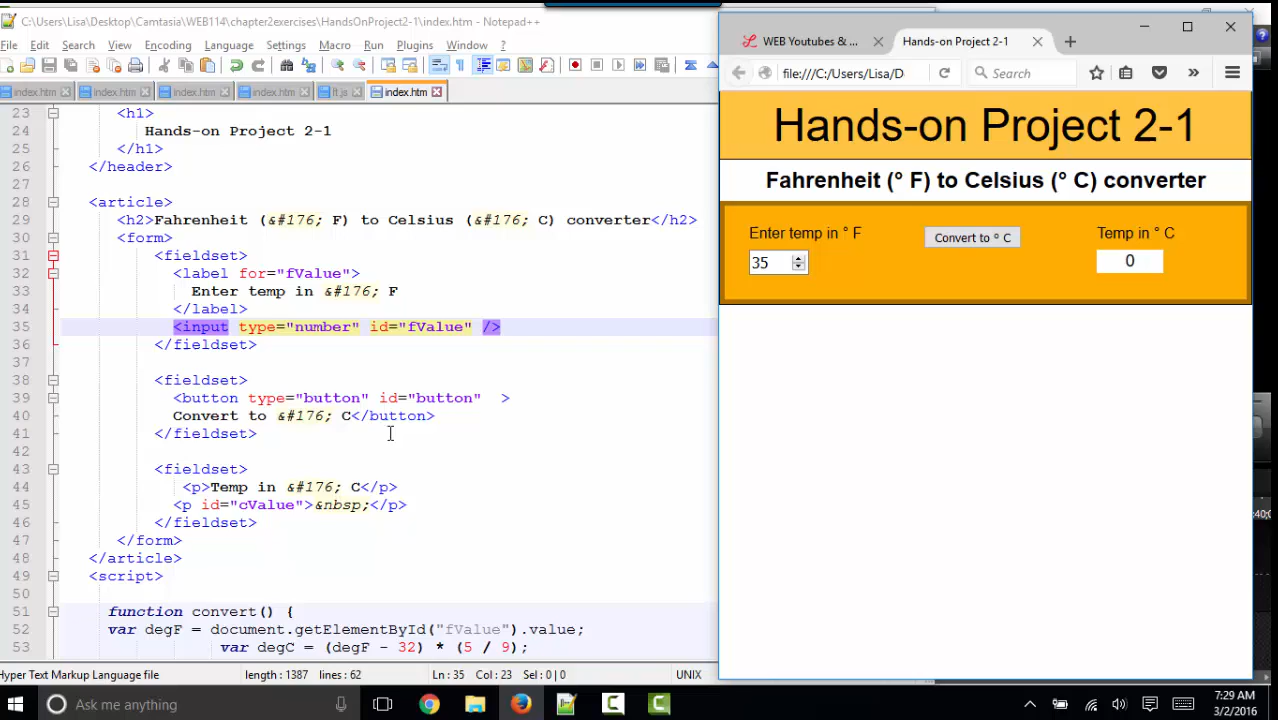 C:\Users\Lisa\Desktop\Camtasia\WEB114\chapter2exercises\HandsOnProject2-1\index.htm - Notepad++
File Edit Search View Encoding Language Settings Macro Run Plugins Window ?
index.htm index.htm index.htm index.htm lt.js index.htm
23 <h1>
24 Hands-on Project 2-1
25 </h1>
26 </header>
27
28 <article>
29 <h2>Fahrenheit (&#176; F) to Celsius (&#176; C) converter</h2>
30 <form>
31 <fieldset>
32 <label for="fValue">
33 Enter temp in &#176; F
34 </label>
35 <input type="number" id="fValue" />
36 </fieldset>
37
38 <fieldset>
39 <button type="button" id="button" >
40 Convert to &#176; C</button>
41 </fieldset>
42
43 <fieldset>
44 <p>Temp in &#176; C</p>
45 <p id="cValue">&nbsp;</p>
46 </fieldset>
47 </form>
48 </article>
49 <script>
50
51 function convert() {
52 var degF = document.getElementById("fValue").value;
53 var degC = (degF - 32) * (5 / 9);
Hyper Text Markup Language file length : 1387 lines : 62 Ln : 35 Col : 23 Sel : 0 | 0 UNIX
WEB Youtubes & ... Hands-on Project 2-1
file:///C:/Users/Lisa/D Search
Hands-on Project 2-1
Fahrenheit (° F) to Celsius (° C) converter
Enter temp in ° F Convert to ° C Temp in ° C
35 0
Ask me anything
7:29 AM
3/2/2016